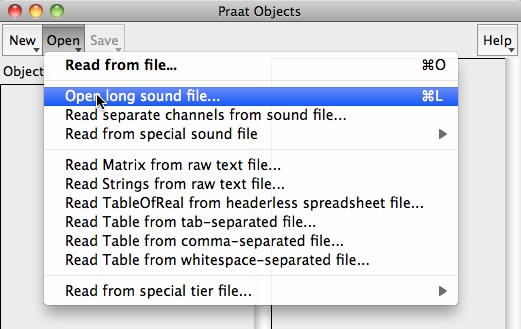 Praat Objects
New Open Save Help
Object
Read from file... ⌘O
Open long sound file... ⌘L
Read separate channels from sound file...
Read from special sound file
Read Matrix from raw text file...
Read Strings from raw text file...
Read TableOfReal from headerless spreadsheet file...
Read Table from tab-separated file...
Read Table from comma-separated file...
Read Table from whitespace-separated file...
Read from special tier file...